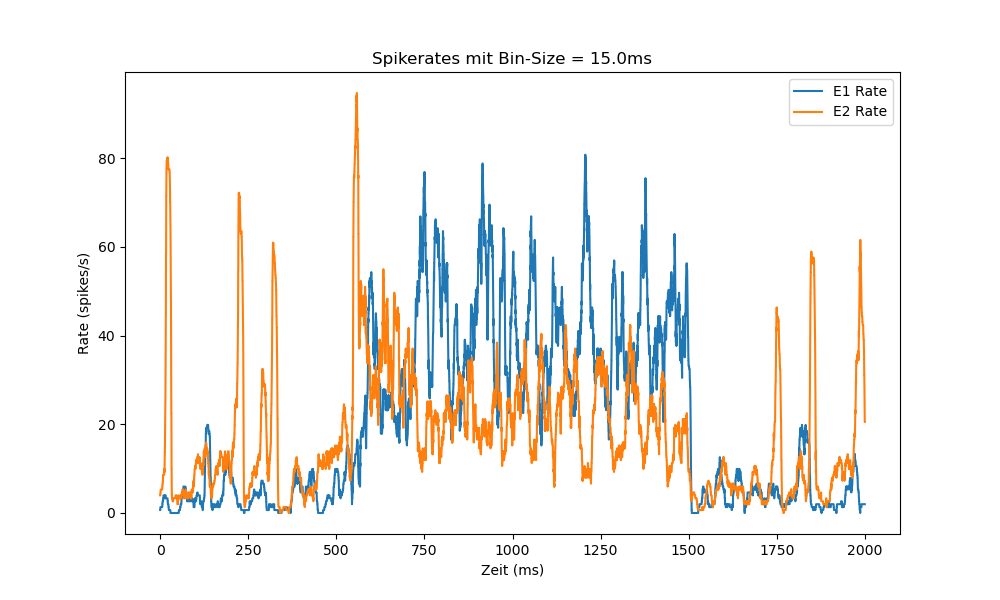 Spikerates mit Bin-Size = 15.0ms
E1 Rate
E2 Rate
Rate (spikes/s)
80
60
40
20
0
0 250 500 750 1000 1250 1500 1750 2000
Zeit (ms)